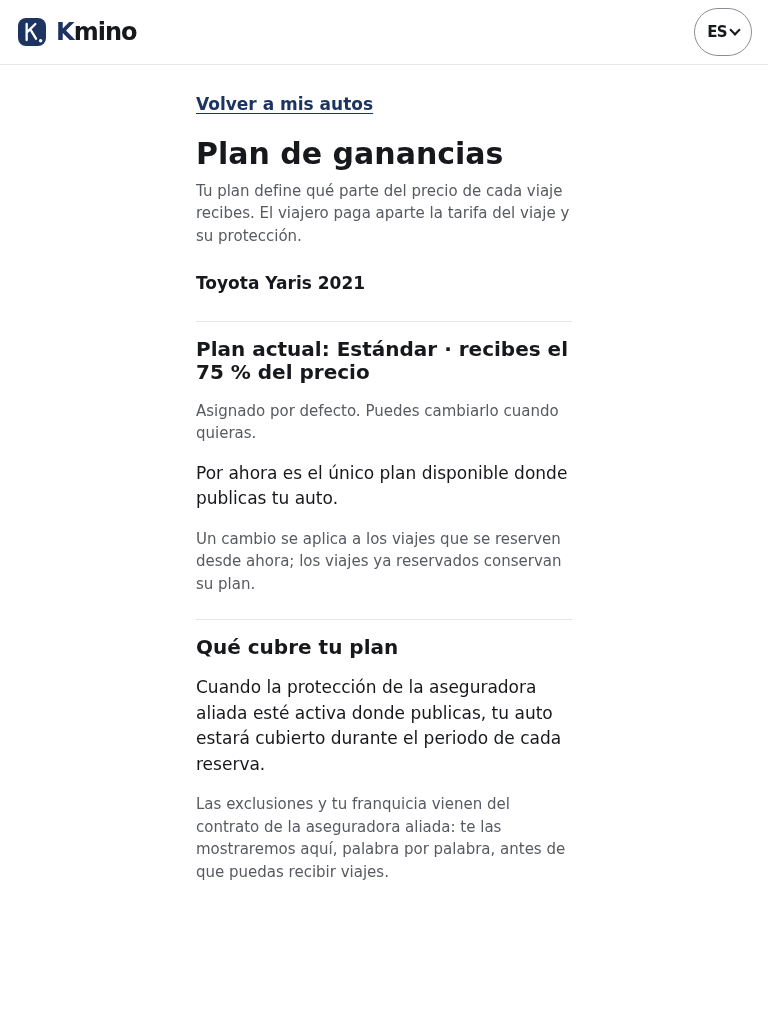 K. Kmino
ES
Volver a mis autos
Plan de ganancias
Tu plan define qué parte del precio de cada viaje
recibes. El viajero paga aparte la tarifa del viaje y
su protección.
Toyota Yaris 2021
Plan actual: Estándar · recibes el
75 % del precio
Asignado por defecto. Puedes cambiarlo cuando
quieras.
Por ahora es el único plan disponible donde
publicas tu auto.
Un cambio se aplica a los viajes que se reserven
desde ahora; los viajes ya reservados conservan
su plan.
Qué cubre tu plan
Cuando la protección de la aseguradora
aliada esté activa donde publicas, tu auto
estará cubierto durante el periodo de cada
reserva.
Las exclusiones y tu franquicia vienen del
contrato de la aseguradora aliada: te las
mostraremos aquí, palabra por palabra, antes de
que puedas recibir viajes.